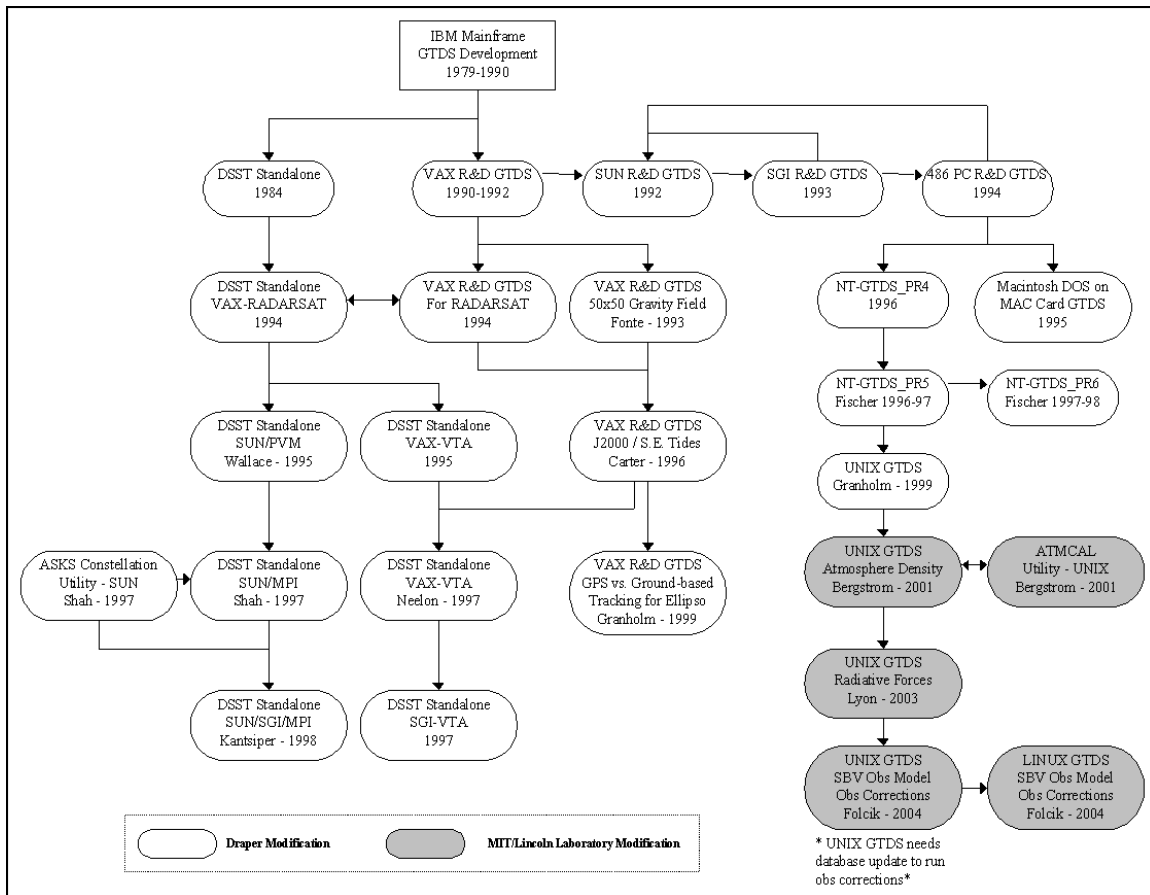 IBM Mainframe
GTDS Development
1979-1990
DSST Standalone
1984
VAX R&D GTDS
1990-1992
SUN R&D GTDS
1992
SGI R&D GTDS
1993
486 PC R&D GTDS
1994
DSST Standalone
VAX-RADARSAT
1994
VAX R&D GTDS
For RADARSAT
1994
VAX R&D GTDS
50x50 Gravity Field
Fonte - 1993
NT-GTDS_PR4
1996
Macintosh DOS on
MAC Card GTDS
1995
NT-GTDS_PR5
Fischer 1996-97
NT-GTDS_PR6
Fischer 1997-98
DSST Standalone
SUN/PVM
Wallace - 1995
DSST Standalone
VAX-VTA
1995
VAX R&D GTDS
J2000 / S.E. Tides
Carter - 1996
UNIX GTDS
Granholm - 1999
ASKS Constellation
Utility - SUN
Shah - 1997
DSST Standalone
SUN/MPI
Shah - 1997
DSST Standalone
VAX-VTA
Neelon - 1997
VAX R&D GTDS
GPS vs. Ground-based
Tracking for Ellipso
Granholm - 1999
UNIX GTDS
Atmosphere Density
Bergstrom - 2001
ATMCAL
Utility - UNIX
Bergstrom - 2001
UNIX GTDS
Radiative Forces
Lyon - 2003
DSST Standalone
SUN/SGI/MPI
Kantsiper - 1998
DSST Standalone
SGI-VTA
1997
UNIX GTDS
SBV Obs Model
Obs Corrections
Folcik - 2004
LINUX GTDS
SBV Obs Model
Obs Corrections
Folcik - 2004
* UNIX GTDS needs
database update to run
obs corrections*
Draper Modification
MIT/Lincoln Laboratory Modification